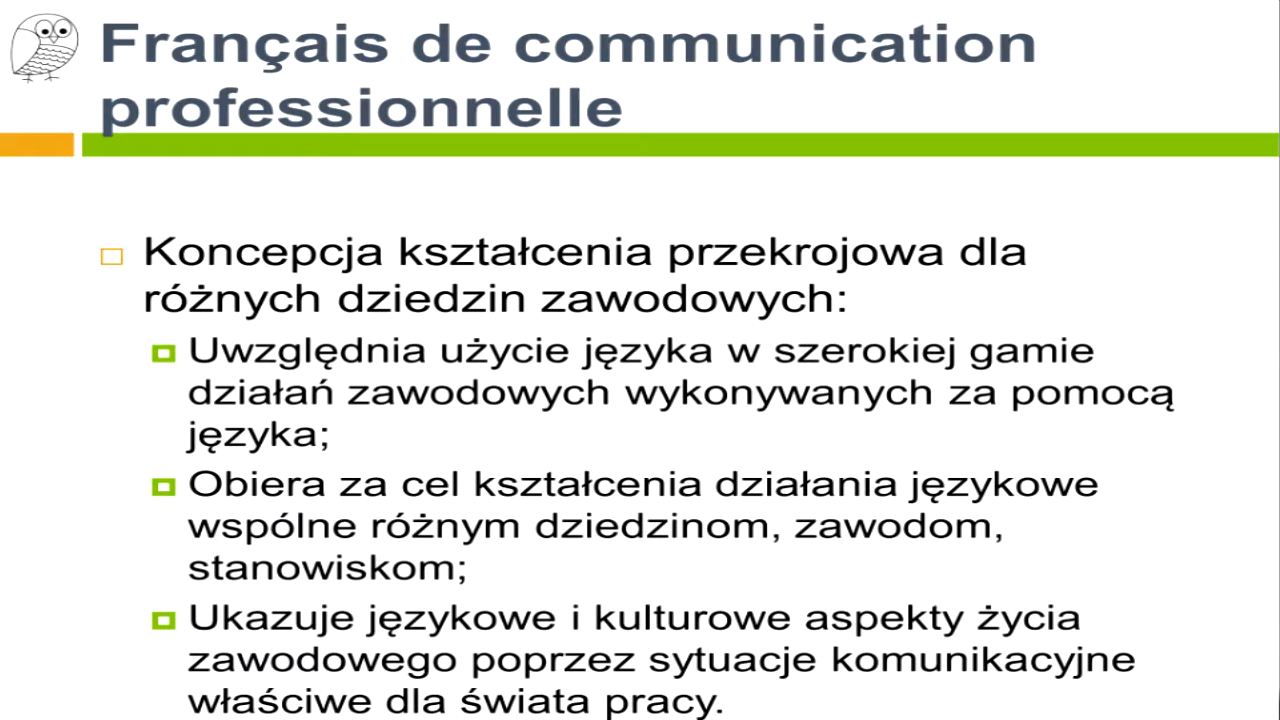 Français de communication
professionnelle
Koncepcja kształcenia przekrojowa dla
różnych dziedzin zawodowych:
Uwzględnia użycie języka w szerokiej gamie
działań zawodowych wykonywanych za pomocą
języka;
Obiera za cel kształcenia działania językowe
wspólne różnym dziedzinom, zawodom,
stanowiskom;
Ukazuje językowe i kulturowe aspekty życia
zawodowego poprzez sytuacje komunikacyjne
właściwe dla świata pracy.